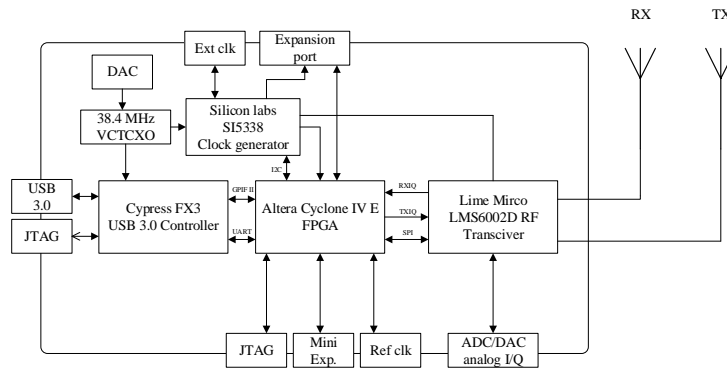 RX
TX
Ext clk
Expansion
port
DAC
38.4 MHz
VCTCXO
Silicon labs
SI5338
Clock generator
I2C
USB
3.0
JTAG
Cypress FX3
USB 3.0 Controller
GPIF II
UART
Altera Cyclone IV E
FPGA
RXIQ
TXIQ
SPI
Lime Mirco
LMS6002D RF
Transciver
JTAG
Mini
Exp.
Ref clk
ADC/DAC
analog I/Q